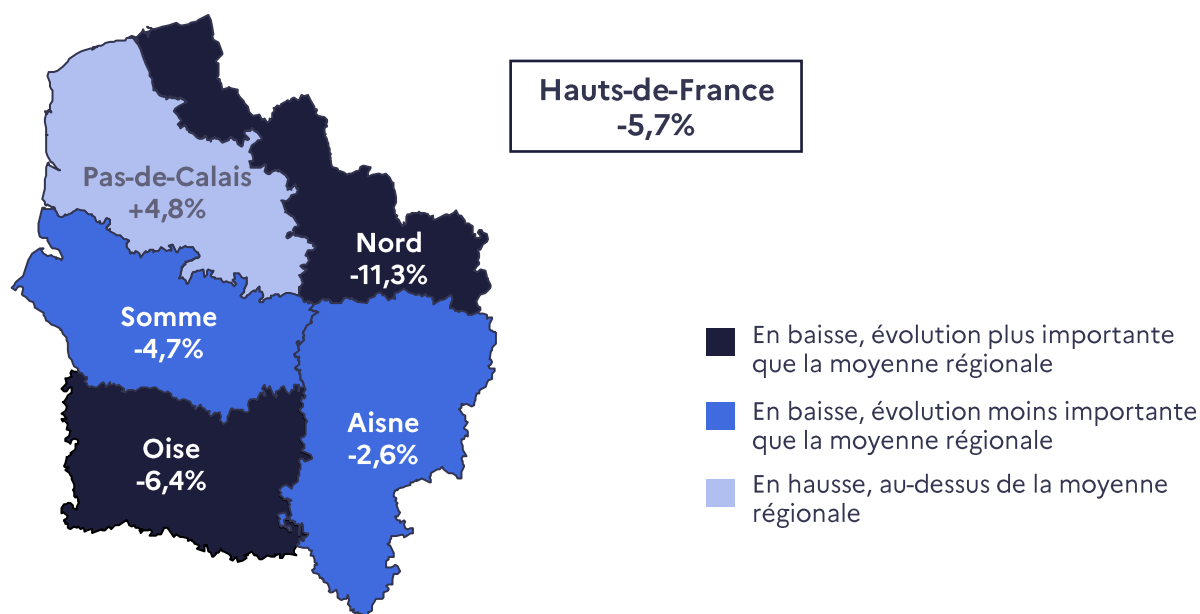 Hauts-de-France
-5,7%
Pas-de-Calais
+4,8%
Nord
-11,3%
Somme
-4,7%
Aisne
-2,6%
Oise
-6,4%
En baisse, évolution plus importante
que la moyenne régionale
En baisse, évolution moins importante
que la moyenne régionale
En hausse, au-dessus de la moyenne
régionale